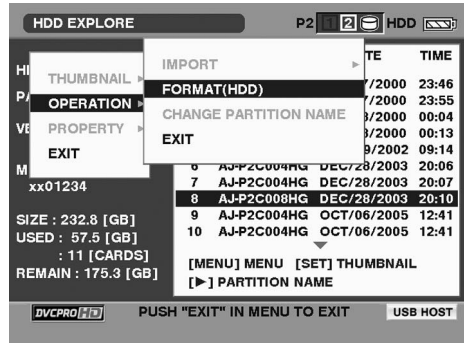 HDD EXPLORE P2 1 2 HDD
THUMBNAIL
OPERATION
PROPERTY
EXIT
IMPORT
FORMAT(HDD)
CHANGE PARTITION NAME
EXIT
TE TIME
/2000 23:46
/2000 23:55
/2000 00:04
/2000 00:13
/2002 09:14
6 AJ-P2C004HG DEC/28/2003 20:06
7 AJ-P2C004HG DEC/28/2003 20:07
8 AJ-P2C008HG DEC/28/2003 20:10
9 AJ-P2C004HG OCT/06/2005 12:41
10 AJ-P2C004HG OCT/06/2005 12:41
xx01234
SIZE : 232.8 [GB]
USED : 57.5 [GB]
: 11 [CARDS]
REMAIN : 175.3 [GB]
[MENU] MENU [SET] THUMBNAIL
[►] PARTITION NAME
DVCPRO HD PUSH "EXIT" IN MENU TO EXIT USB HOST